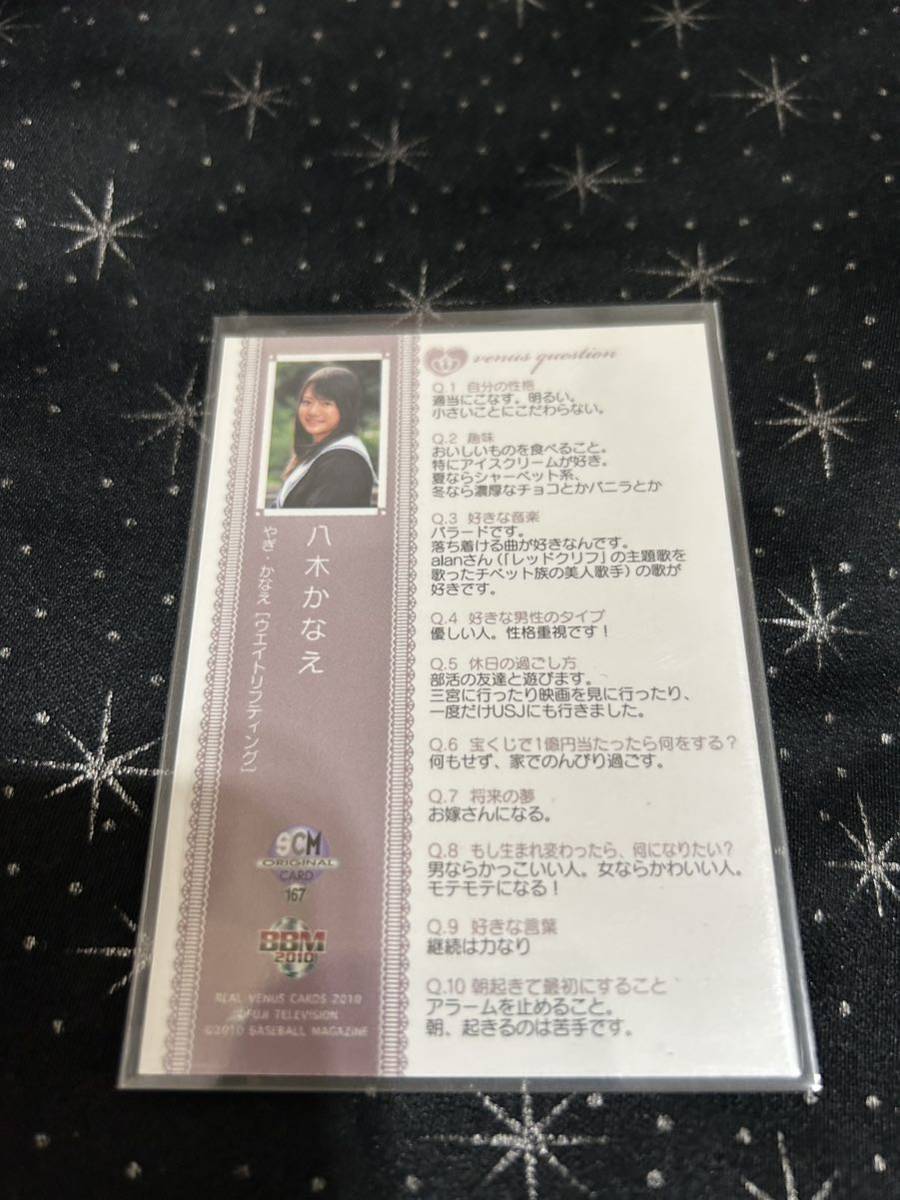 八木かなえ
やぎ・かなえ［ウエイトリフティング］
SCM
ORIGINAL
CARD
167
BBM
2010
REAL VENUS CARDS 2010
©FUJI TELEVISION
©2010 BASEBALL MAGAZINE
venus question
Q.1 自分の性格
適当にこなす。明るい。
小さいことにこだわらない。
Q.2 趣味
おいしいものを食べること。
特にアイスクリームが好き。
夏ならシャーベット系、
冬なら濃厚なチョコとかバニラとか
Q.3 好きな音楽
バラードです。
落ち着ける曲が好きなんです。
alanさん（「レッドクリフ」の主題歌を
歌ったチベット族の美人歌手）の歌が
好きです。
Q.4 好きな男性のタイプ
優しい人。性格重視です！
Q.5 休日の過ごし方
部活の友達と遊びます。
三宮に行ったり映画を見に行ったり、
一度だけUSJにも行きました。
Q.6 宝くじで1億円当たったら何をする？
何もせず、家でのんびり過ごす。
Q.7 将来の夢
お嫁さんになる。
Q.8 もし生まれ変わったら、何になりたい？
男ならかっこいい人。女ならかわいい人。
モテモテになる！
Q.9 好きな言葉
継続は力なり
Q.10 朝起きて最初にすること
アラームを止めること。
朝、起きるのは苦手です。